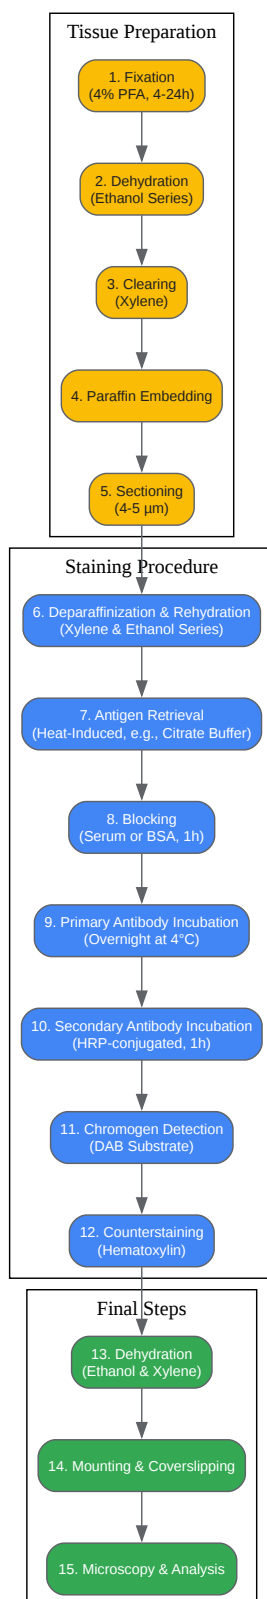 Tissue Preparation
1. Fixation
(4% PFA, 4-24h)
2. Dehydration
(Ethanol Series)
3. Clearing
(Xylene)
4. Paraffin Embedding
5. Sectioning
(4-5 µm)
Staining Procedure
6. Deparaffinization & Rehydration
(Xylene & Ethanol Series)
7. Antigen Retrieval
(Heat-Induced, e.g., Citrate Buffer)
8. Blocking
(Serum or BSA, 1h)
9. Primary Antibody Incubation
(Overnight at 4°C)
10. Secondary Antibody Incubation
(HRP-conjugated, 1h)
11. Chromogen Detection
(DAB Substrate)
12. Counterstaining
(Hematoxylin)
Final Steps
13. Dehydration
(Ethanol & Xylene)
14. Mounting & Coverslipping
15. Microscopy & Analysis